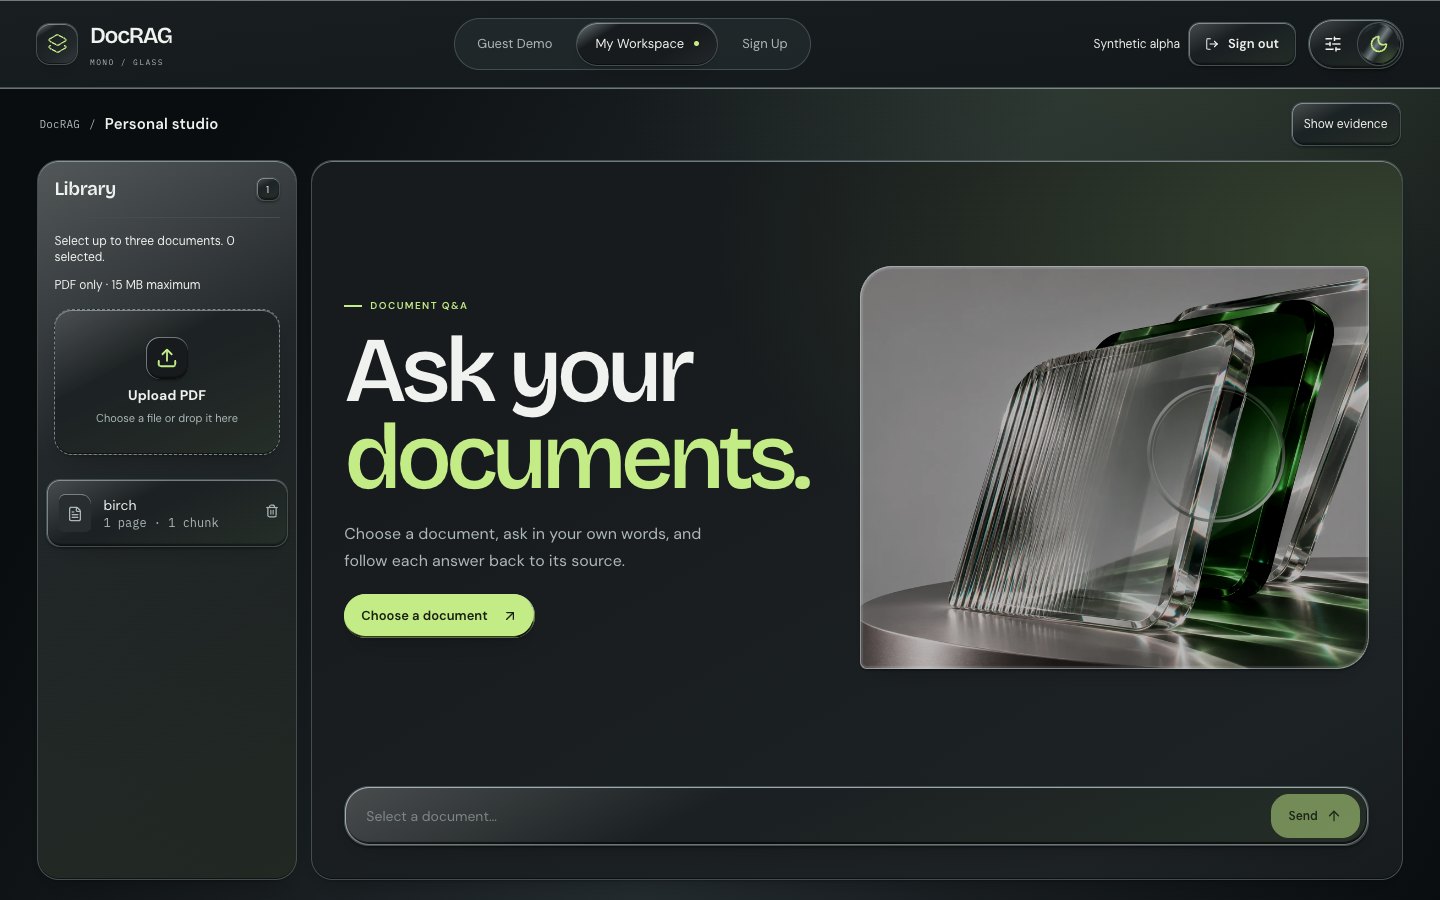 DocRAG
MONO / GLASS
Guest Demo
My Workspace
Sign Up
Synthetic alpha
Sign out
DocRAG / Personal studio
Show evidence
Library
1
Select up to three documents. 0
selected.
PDF only · 15 MB maximum
Upload PDF
Choose a file or drop it here
birch
1 page · 1 chunk
DOCUMENT Q&A
Ask your
documents.
Choose a document, ask in your own words, and
follow each answer back to its source.
Choose a document
Select a document...
Send